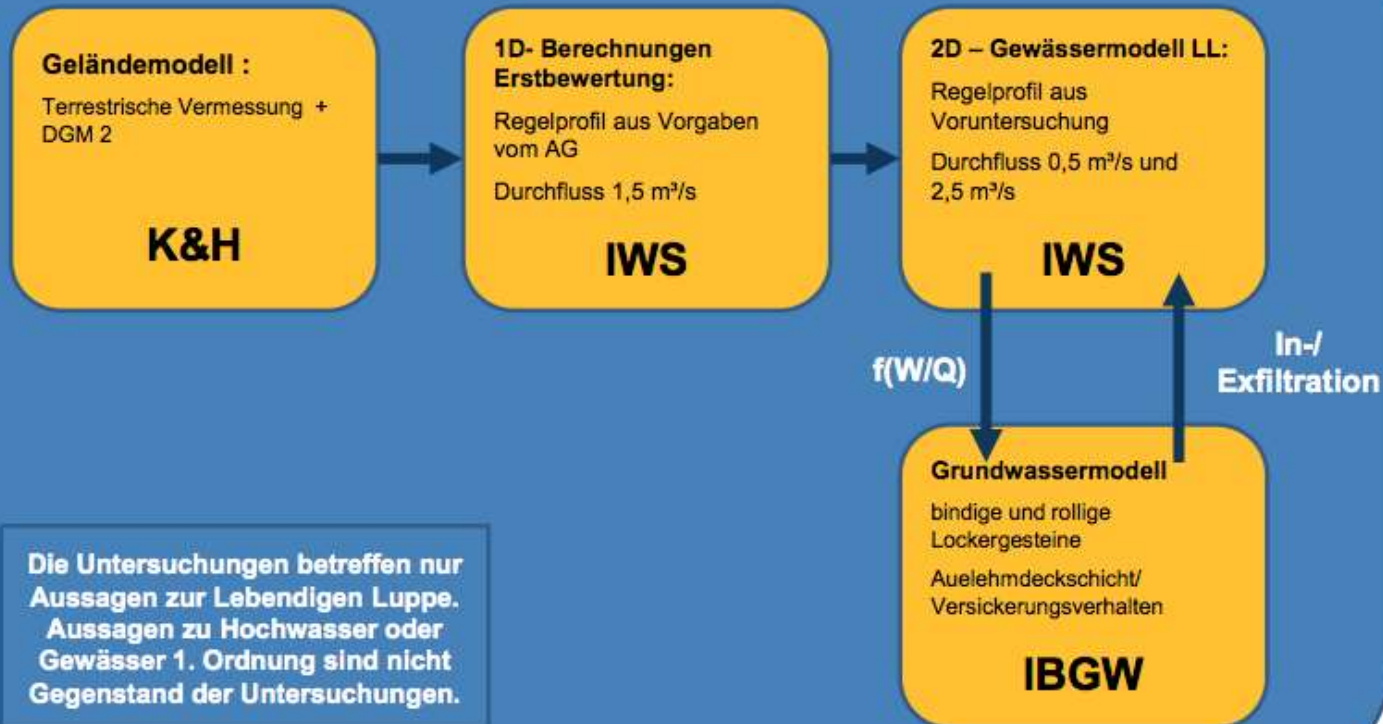 Geländemodell :
Terrestrische Vermessung +
DGM 2
K&H
1D- Berechnungen
Erstbewertung:
Regelprofil aus Vorgaben
vom AG
Durchfluss 1,5 m³/s
IWS
2D – Gewässermodell LL:
Regelprofil aus
Voruntersuchung
Durchfluss 0,5 m³/s und
2,5 m³/s
IWS
f(W/Q)
In-/
Exfiltration
Grundwassermodell
bindige und rollige
Lockergesteine
Auelehmdeckschicht/
Versickerungsverhalten
IBGW
Die Untersuchungen betreffen nur
Aussagen zur Lebendigen Luppe.
Aussagen zu Hochwasser oder
Gewässer 1. Ordnung sind nicht
Gegenstand der Untersuchungen.